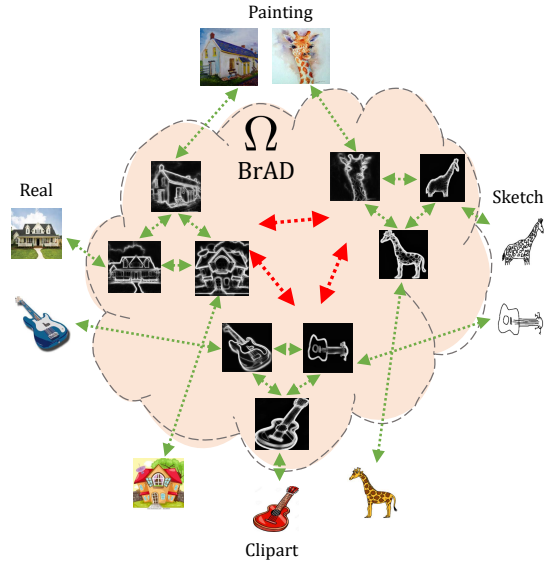 Painting
Ω
BrAD
Real
Sketch
Clipart